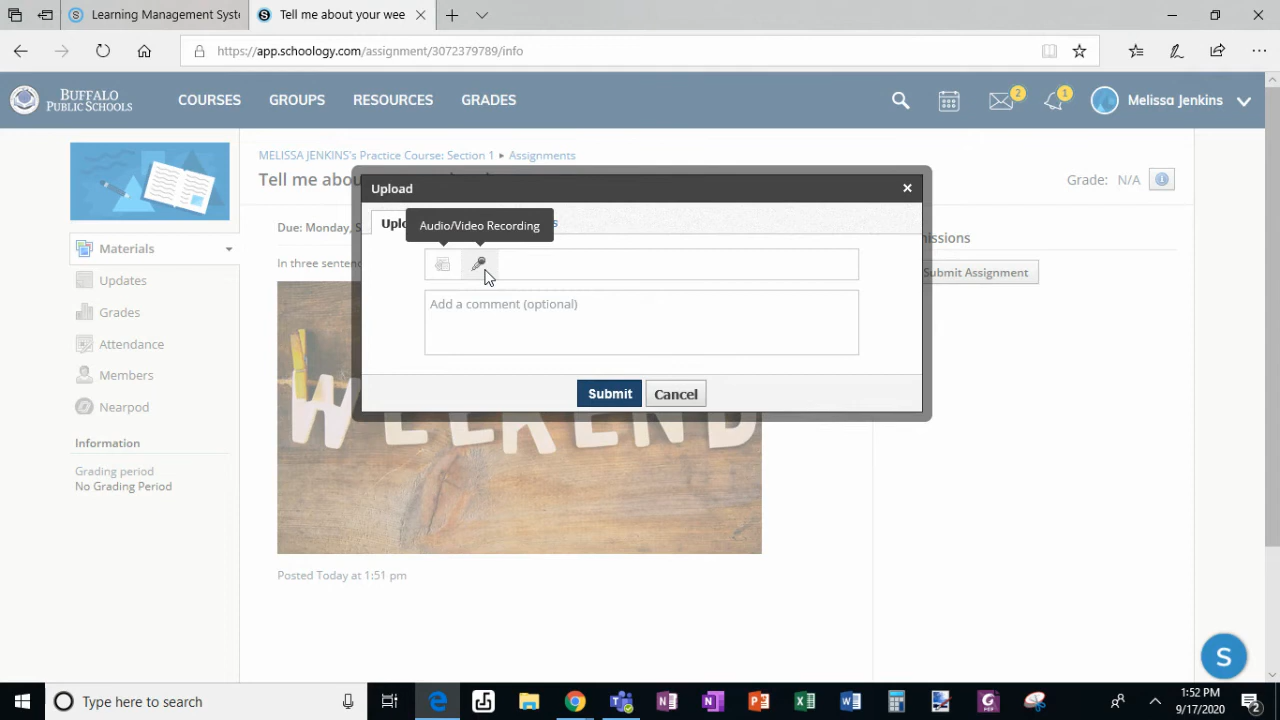 Learning Management Syst
Tell me about your wee
https://app.schoology.com/assignment/3072379789/info
BUFFALO
PUBLIC SCHOOLS
COURSES
GROUPS
RESOURCES
GRADES
2
1
Melissa Jenkins
MELISSA JENKINS's Practice Course: Section 1 ▸ Assignments
Tell me abou
Grade: N/A
Upload
Uplo
s
Audio/Video Recording
Due: Monday, S
In three senten
missions
Submit Assignment
Add a comment (optional)
Submit
Cancel
Materials
Updates
Grades
Attendance
Members
Nearpod
Information
Grading period
No Grading Period
WEEKEND
Posted Today at 1:51 pm
S
Type here to search
1:52 PM
9/17/2020
2